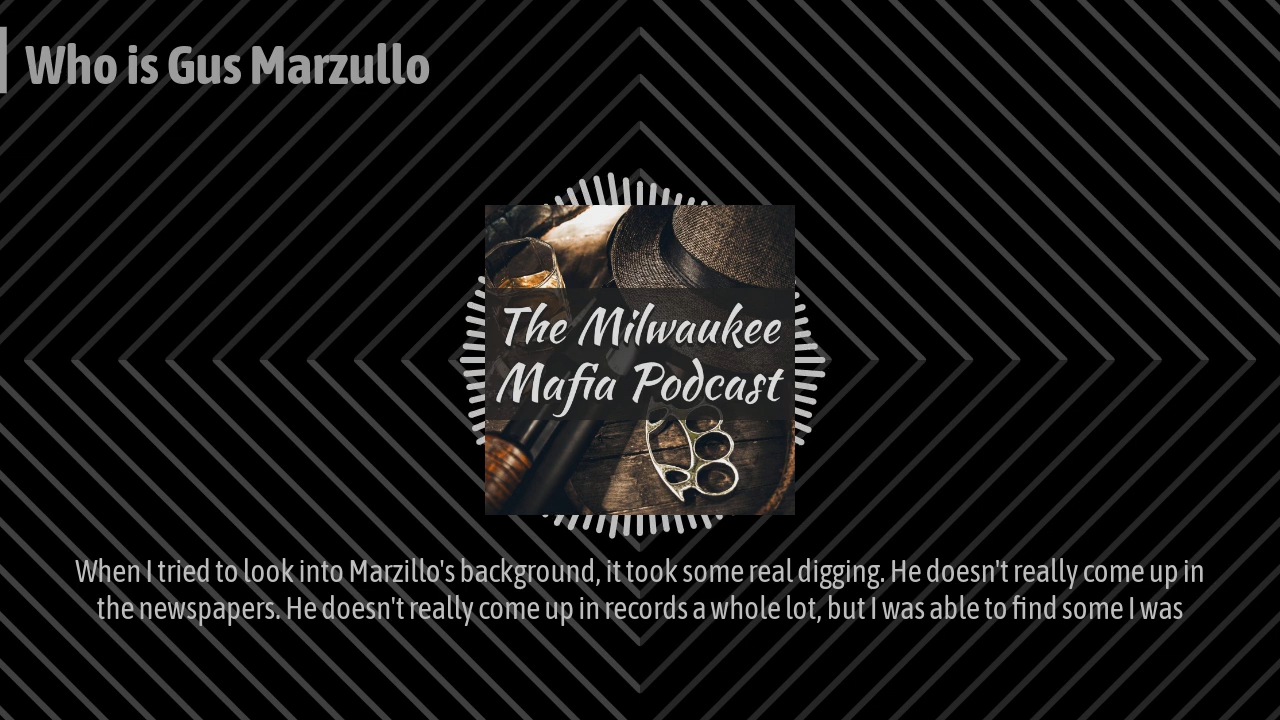 Who is Gus Marzullo
The Milwaukee
Mafia Podcast
When I tried to look into Marzillo's background, it took some real digging. He doesn't really come up in
the newspapers. He doesn't really come up in records a whole lot, but I was able to find some I was